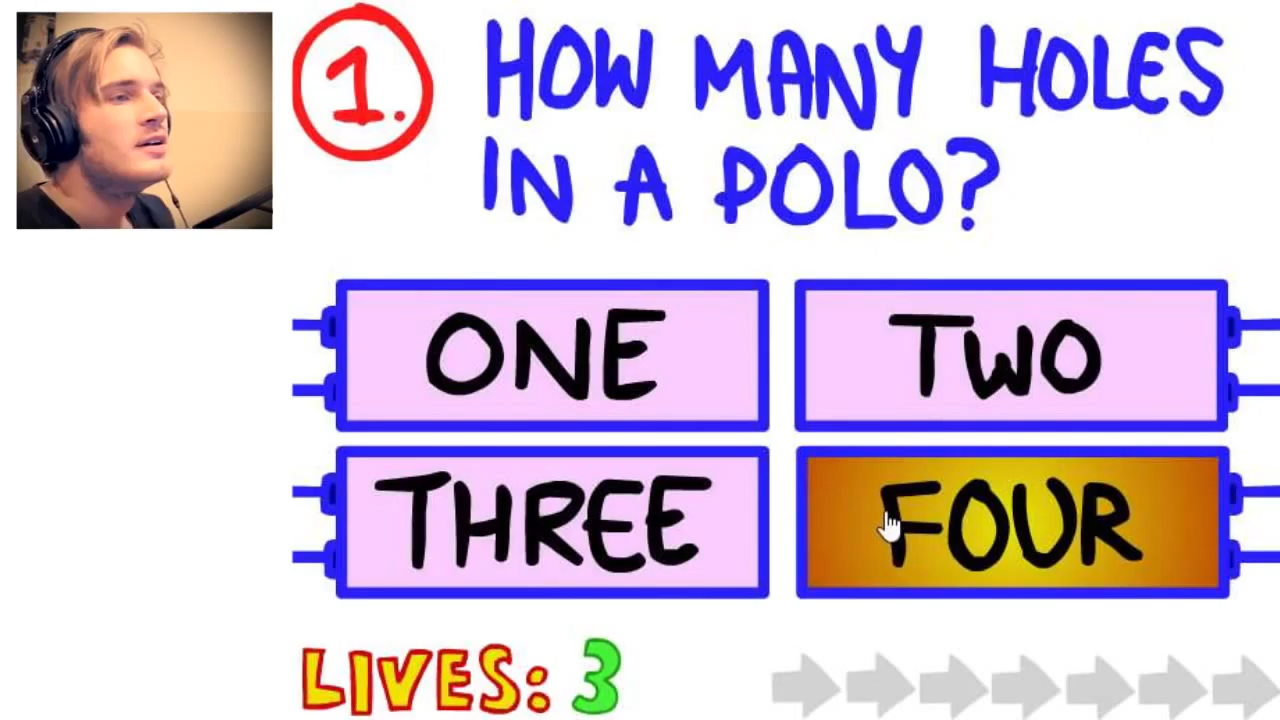 1.
HOW MANY HOLES
IN A POLO?
ONE
TWO
THREE
FOUR
LIVES: 3